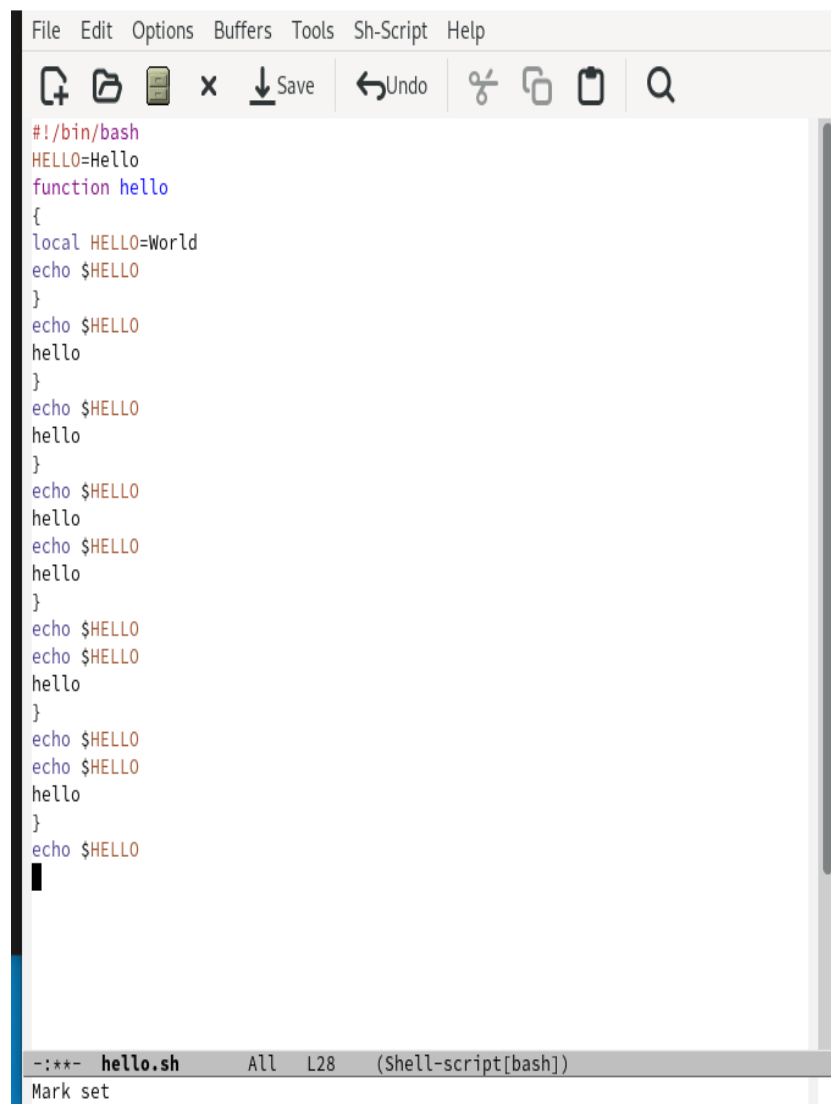 File Edit Options Buffers Tools Sh-Script Help
Save Undo
#!/bin/bash
HELLO=Hello
function hello
{
local HELLO=World
echo $HELLO
}
echo $HELLO
hello
}
echo $HELLO
hello
}
echo $HELLO
hello
echo $HELLO
hello
}
echo $HELLO
echo $HELLO
hello
}
echo $HELLO
echo $HELLO
hello
}
echo $HELLO
-:**- hello.sh All L28 (Shell-script[bash])
Mark set